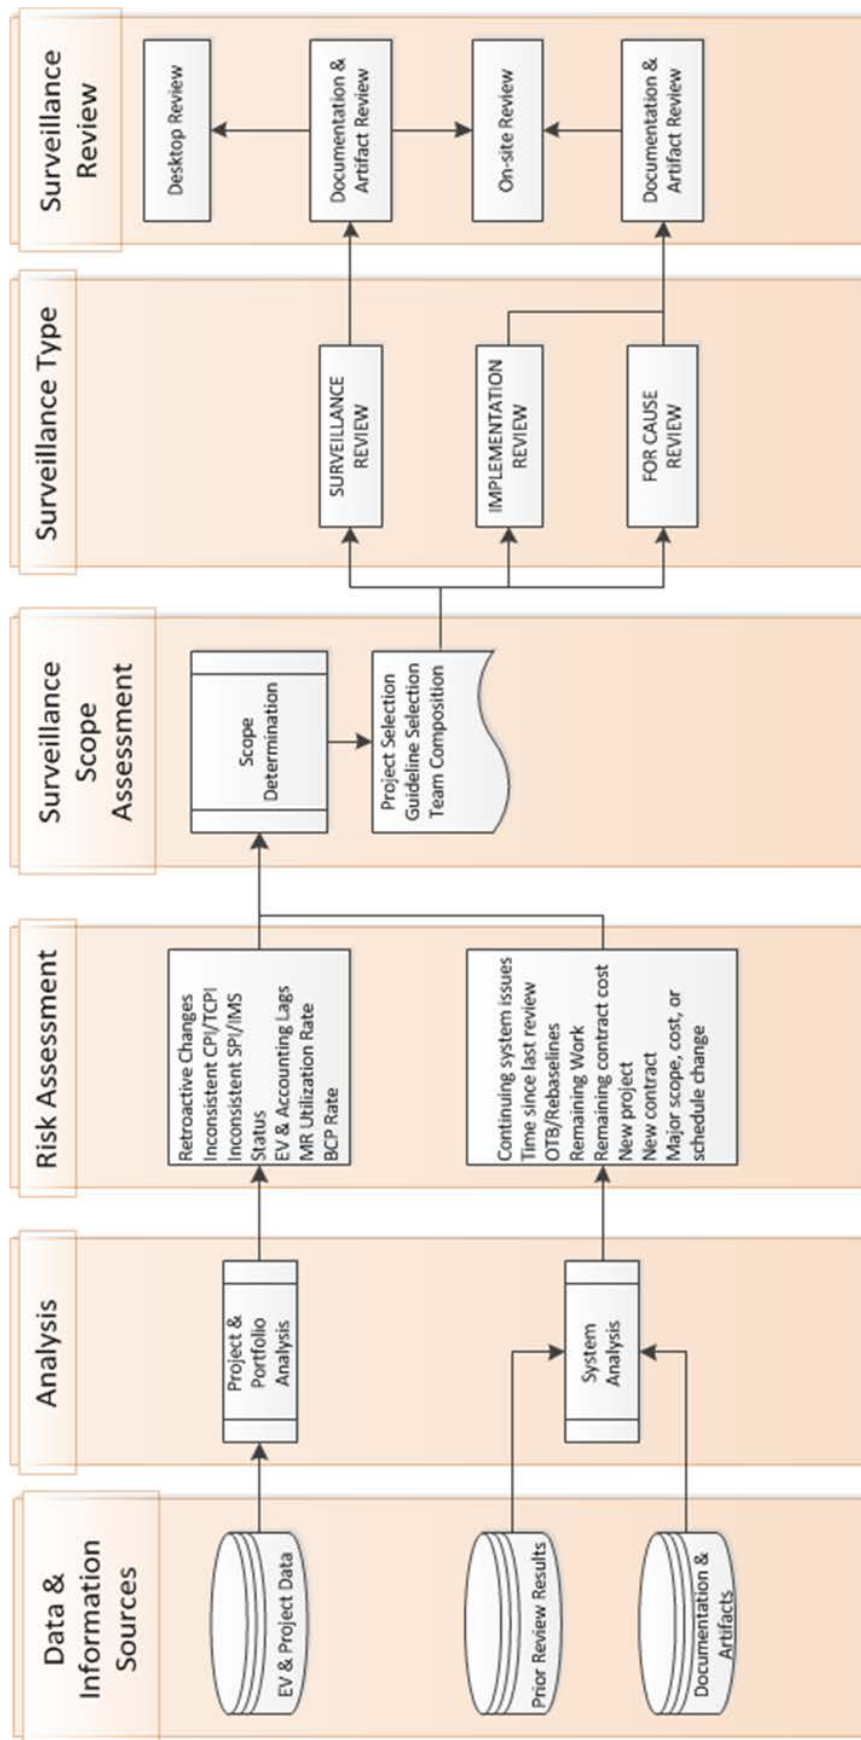 Data &
Information
Sources
EV & Project Data
Prior Review Results
Documentation &
Artifacts
Analysis
Project &
Portfolio
Analysis
System
Analysis
Risk Assessment
Retroactive Changes
Inconsistent CPI/TCPI
Inconsistent SPI/IMS
Status
EV & Accounting Lags
MR Utilization Rate
BCP Rate
Continuing system issues
Time since last review
OTB/Rebaselines
Remaining Work
Remaining contract cost
New project
New contract
Major scope, cost, or
schedule change
Surveillance
Scope
Assessment
Scope
Determination
Project Selection
Guideline Selection
Team Composition
Surveillance Type
SURVEILLANCE
REVIEW
IMPLEMENTATION
REVIEW
FOR CAUSE
REVIEW
Surveillance
Review
Desktop Review
Documentation &
Artifact Review
On-site Review
Documentation &
Artifact Review